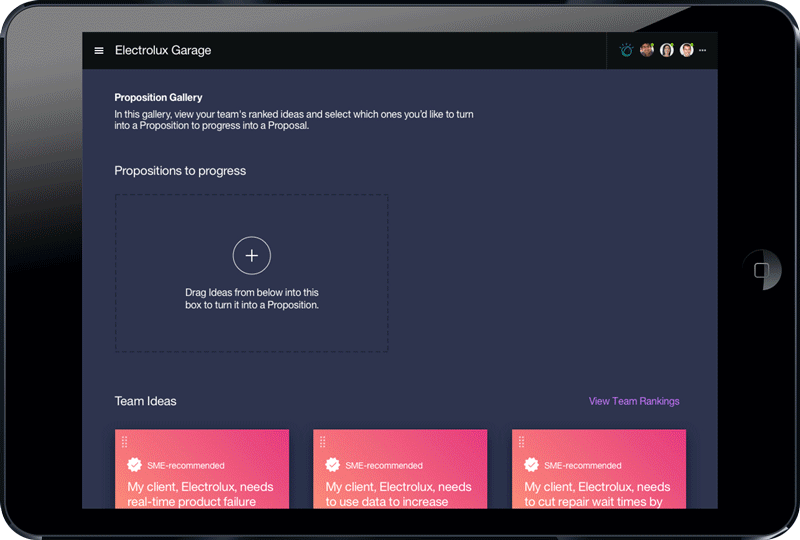 Electrolux Garage
Proposition Gallery
In this gallery, view your team's ranked ideas and select which ones you'd like to turn
into a Proposition to progress into a Proposal.
Propositions to progress
Drag Ideas from below into this
box to turn it into a Proposition.
Team Ideas
View Team Rankings
SME-recommended
My client, Electrolux, needs
real-time product failure
SME-recommended
My client, Electrolux, needs
to use data to increase
SME-recommended
My client, Electrolux, needs
to cut repair wait times by